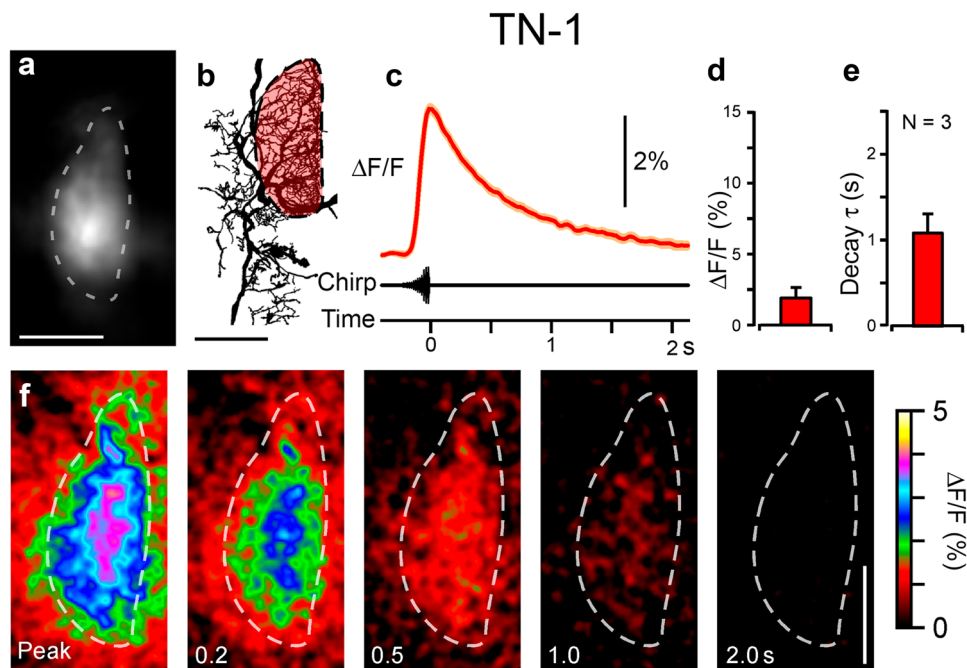 TN-1
a
b
c
d
e
ΔF/F
2%
Chirp
Time
0
1
2 s
ΔF/F (%)
15
10
5
0
Decay τ (s)
N = 3
2
1
0
f
Peak
0.2
0.5
1.0
2.0 s
5
0
ΔF/F (%)